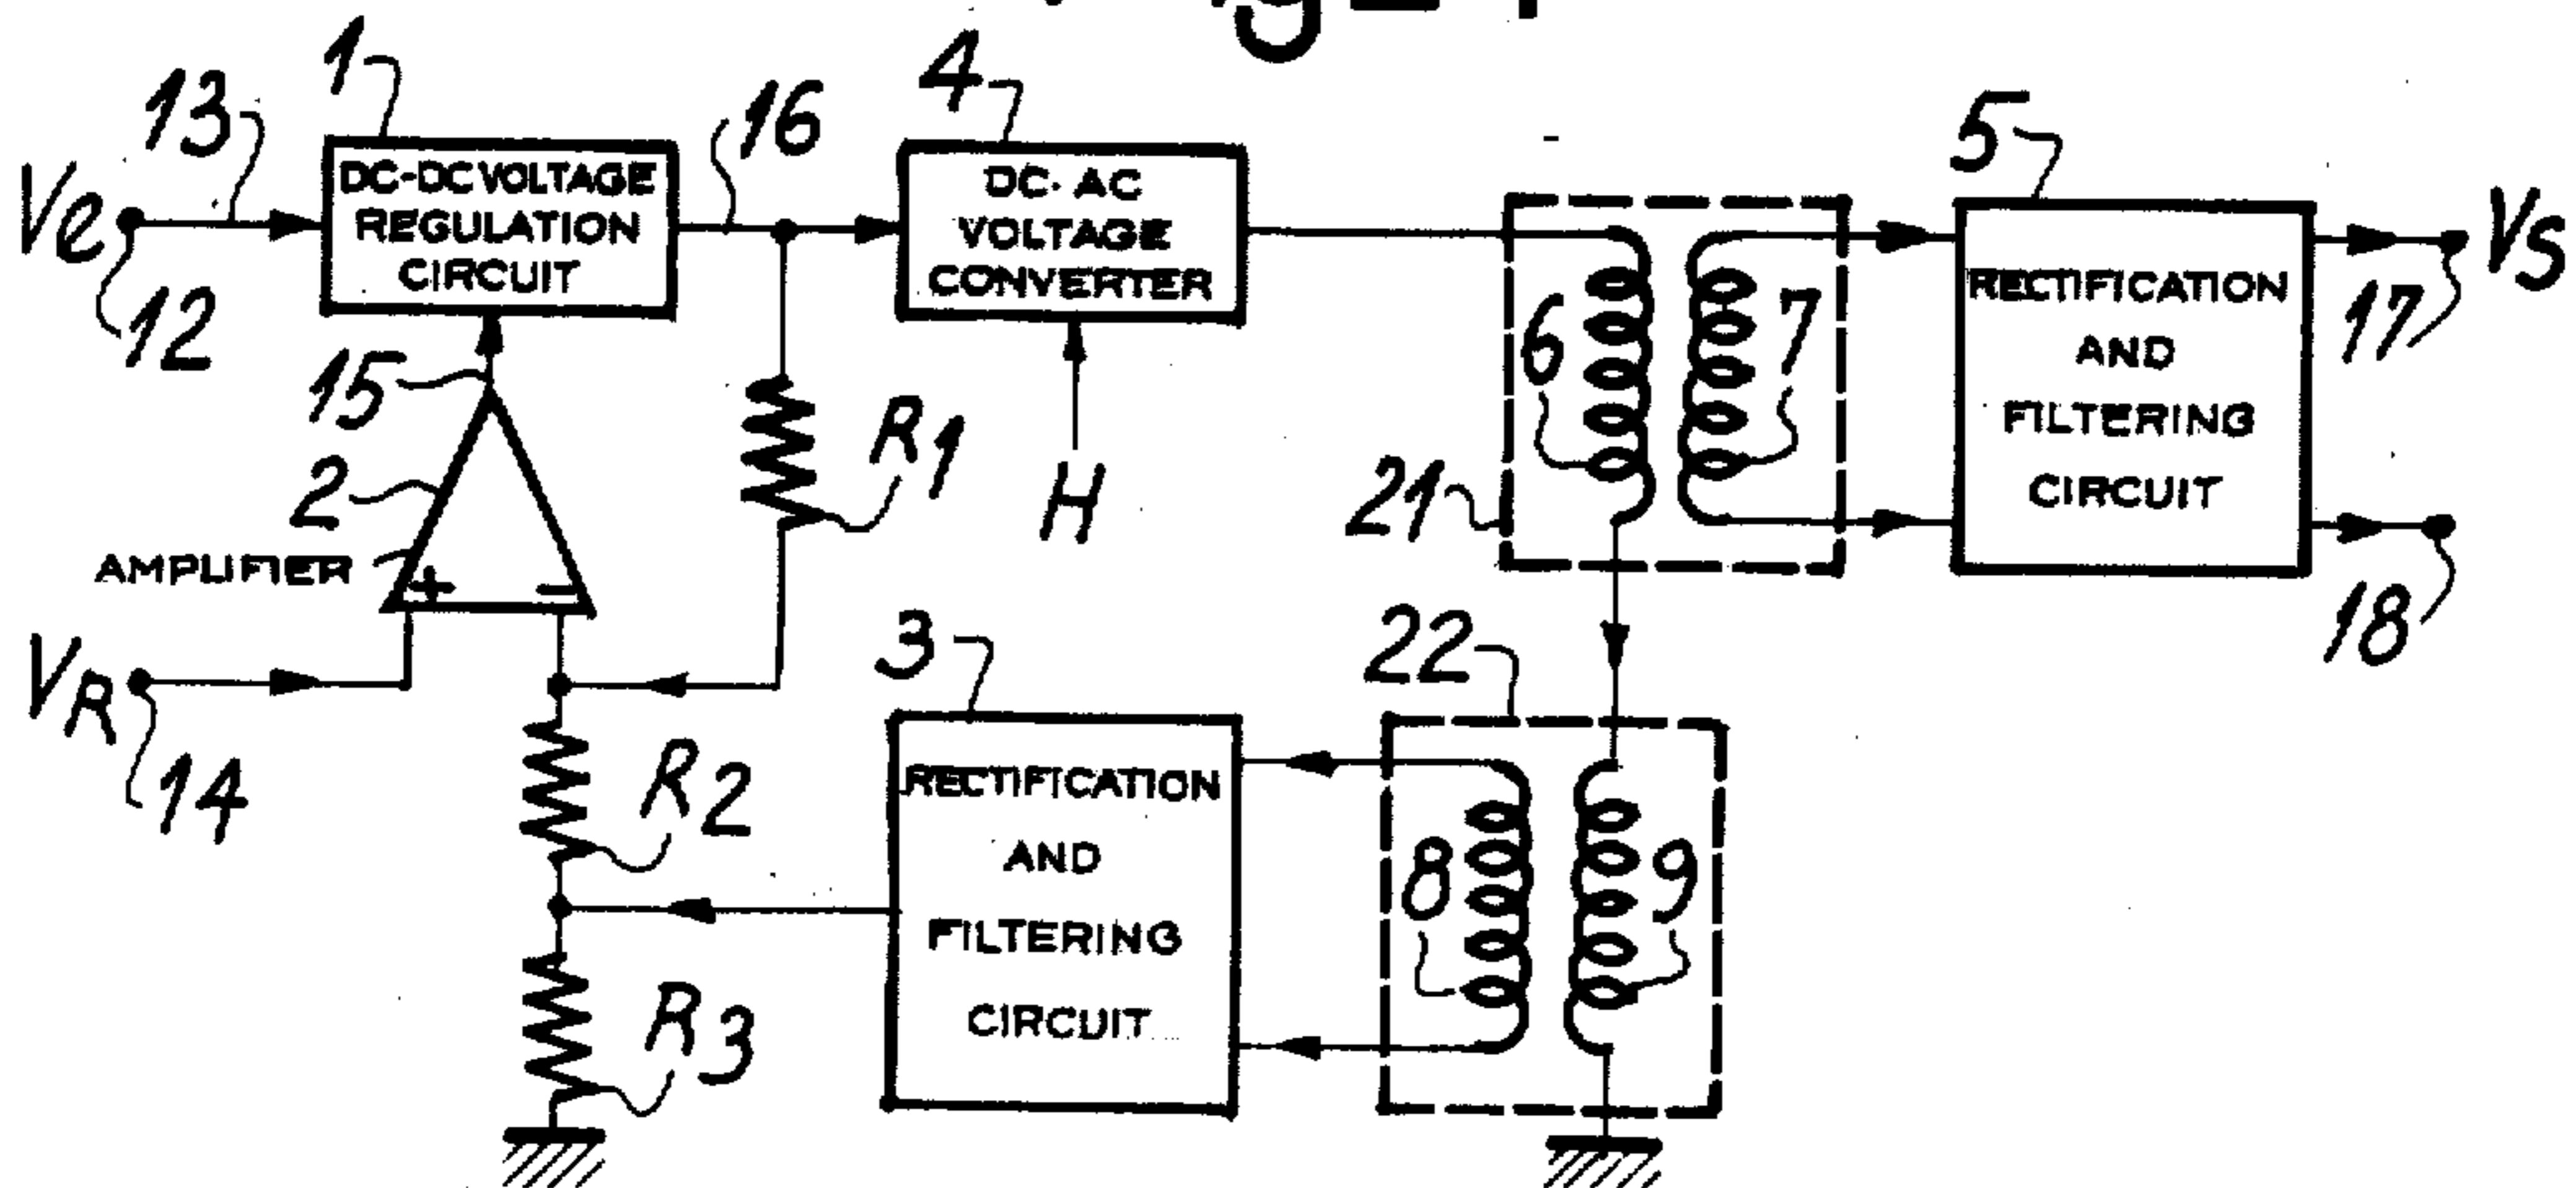 1
13
Ve
12
DC-DC VOLTAGE
REGULATION
CIRCUIT
16
4
DC-AC
VOLTAGE
CONVERTER
H
5
RECTIFICATION
AND
FILTERING
CIRCUIT
VS
17
18
6
7
21
15
2
AMPLIFIER
+
-
R1
VR
14
R2
R3
3
RECTIFICATION
AND
FILTERING
CIRCUIT
22
8
9